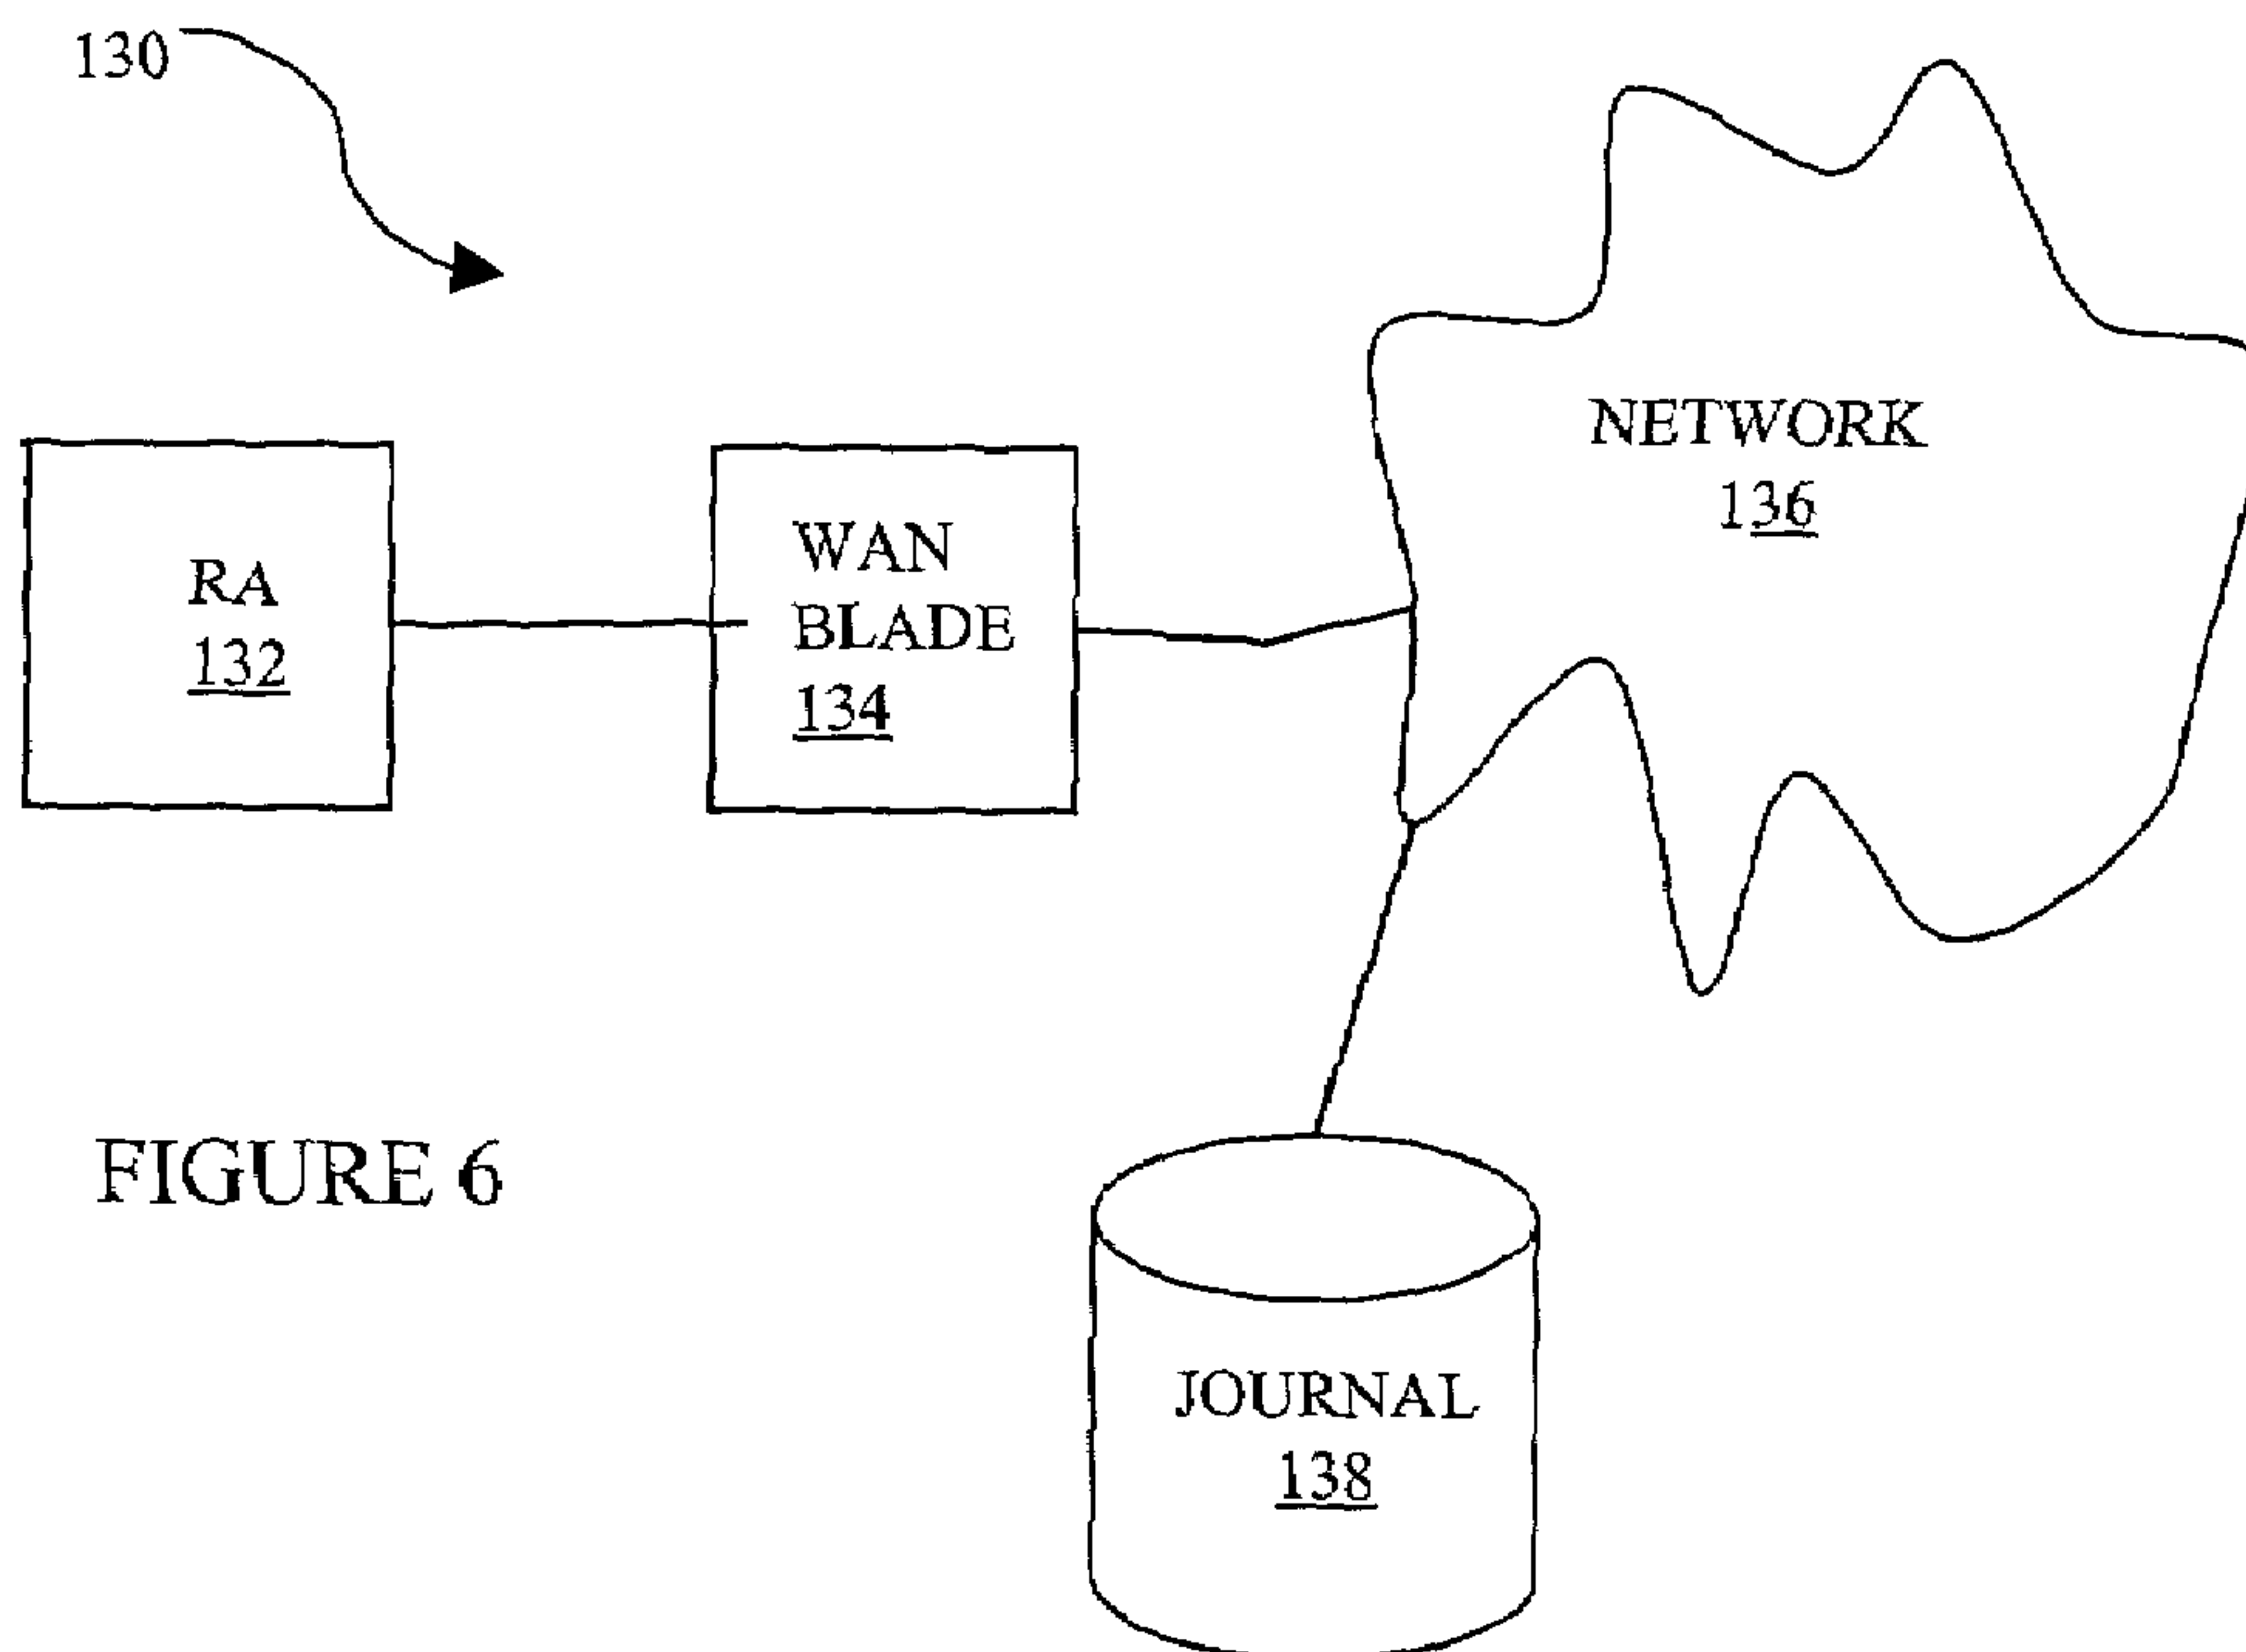 130
NETWORK
136
RA
132
WAN
BLADE
134
FIGURE 6
JOURNAL
138